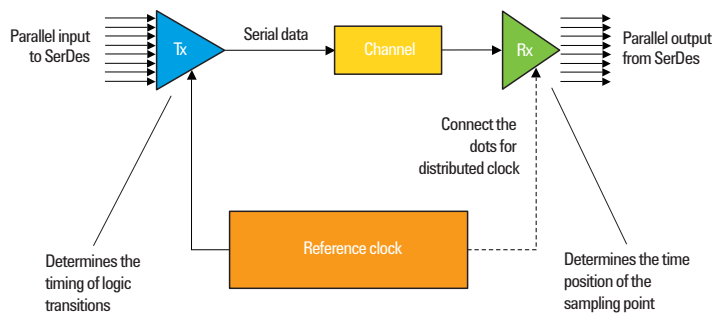 Parallel input
to SerDes
Tx
Serial data
Channel
Rx
Parallel output
from SerDes
Connect the
dots for
distributed clock
Reference clock
Determines the
timing of logic
transitions
Determines the time
position of the
sampling point